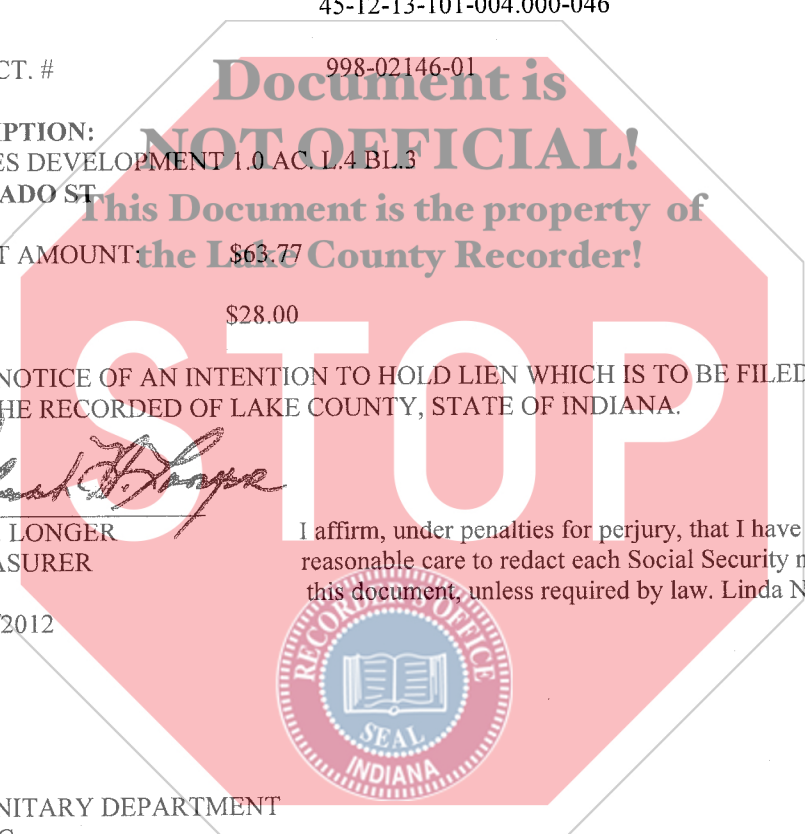 45-12-13-101-004.000-046
CT. # 998-02146-01
Document is
IPTION:
NOT OFFICIAL!
ES DEVELOPMENT 1.0 AC. L.4 BL.3
ADO ST
This Document is the property of
T AMOUNT: $63.77
the Lake County Recorder!
$28.00
STOP
NOTICE OF AN INTENTION TO HOLD LIEN WHICH IS TO BE FILED
HE RECORDED OF LAKE COUNTY, STATE OF INDIANA.
LONGER
ASURER
I affirm, under penalties for perjury, that I have
reasonable care to redact each Social Security n
this document, unless required by law. Linda N
/2012
RECORDER'S OFFICE
SEAL
INDIANA
NITARY DEPARTMENT